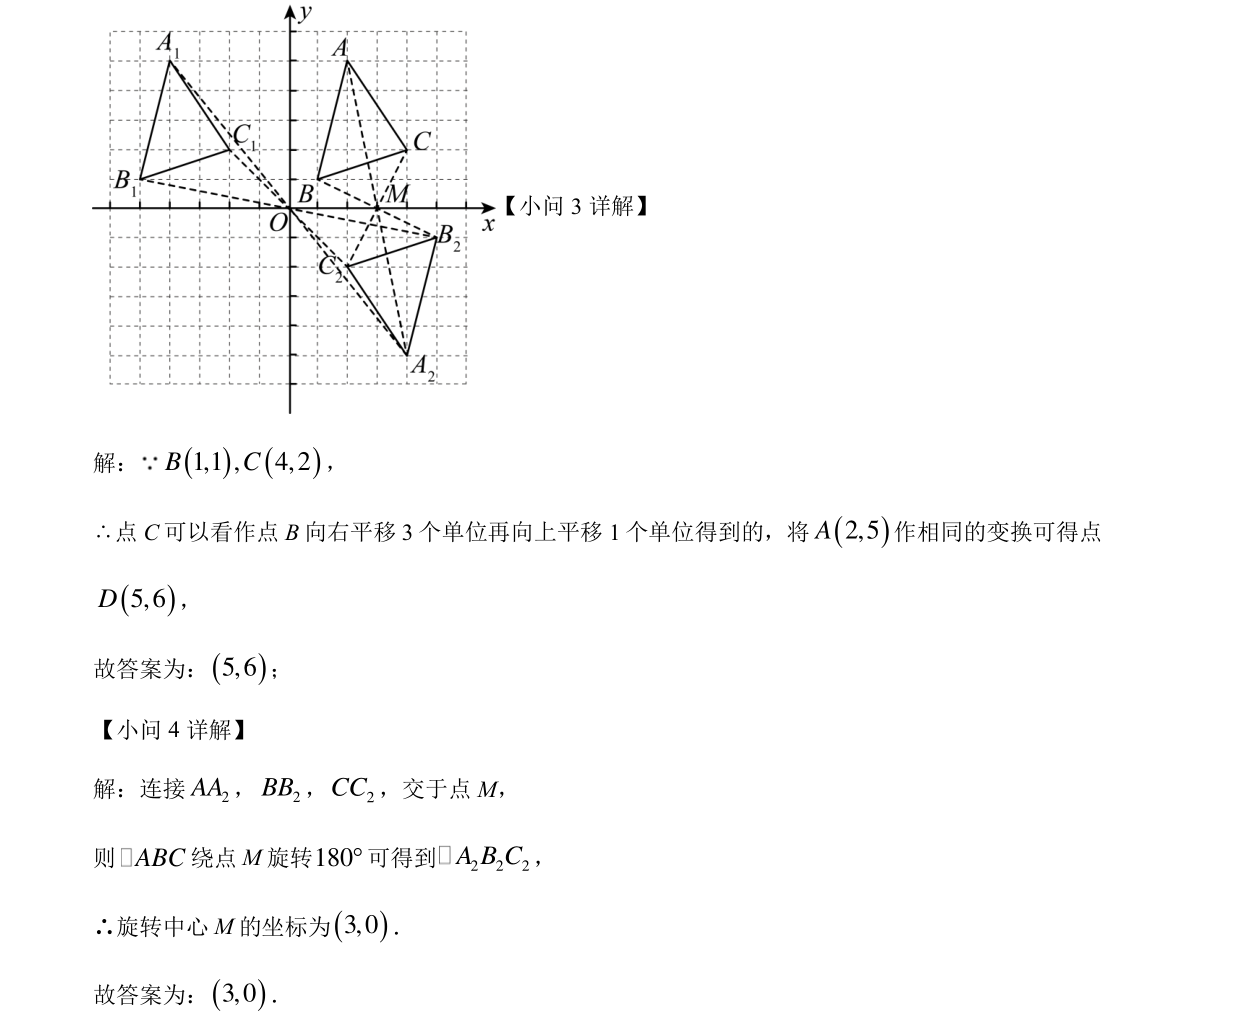 y
A₁
A
C₁
C
B₁
B
M
【小问 3 详解】
O
x
B₂
C₂
A₂
解：∵ B(1,1), C(4,2)，
∴点 C 可以看作点 B 向右平移 3 个单位再向上平移 1 个单位得到的，将 A(2,5) 作相同的变换可得点
D(5,6)，
故答案为：(5,6)；
【小问 4 详解】
解：连接 AA₂， BB₂， CC₂，交于点 M，
则 □ABC 绕点 M 旋转180° 可得到□ A₂B₂C₂，
∴旋转中心 M 的坐标为(3,0)．
故答案为：(3,0)．